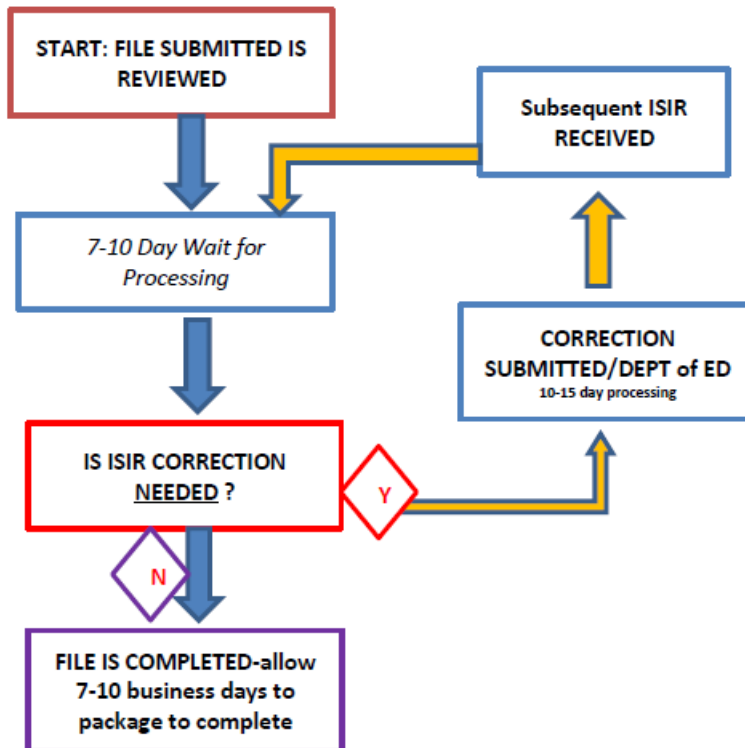 START: FILE SUBMITTED IS
REVIEWED
Subsequent ISIR
RECEIVED
7-10 Day Wait for
Processing
CORRECTION
SUBMITTED/DEPT of ED
10-15 day processing
IS ISIR CORRECTION
NEEDED ?
Y
N
FILE IS COMPLETED-allow
7-10 business days to
package to complete